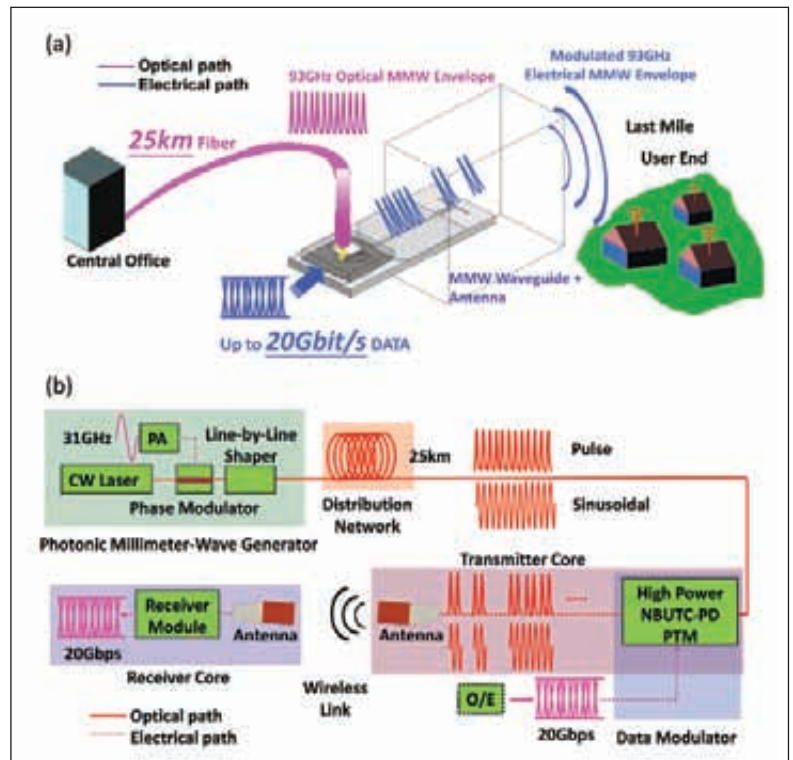 (a)
Optical path
Electrical path
93GHz Optical MMW Envelope
Modulated 93GHz
Electrical MMW Envelope
25km Fiber
Last Mile
User End
Central Office
MMW Waveguide +
Antenna
Up to 20Gbit/s DATA
(b)
31GHz
PA
Line-by-Line
Shaper
CW Laser
Phase Modulator
Photonic Millimeter-Wave Generator
25km
Distribution
Network
Pulse
Sinusoidal
Transmitter Core
High Power
NBUTC-PD
PTM
Receiver
Module
Antenna
20Gbps
Receiver Core
Antenna
Wireless
Link
O/E
20Gbps
Data Modulator
Optical path
Electrical path